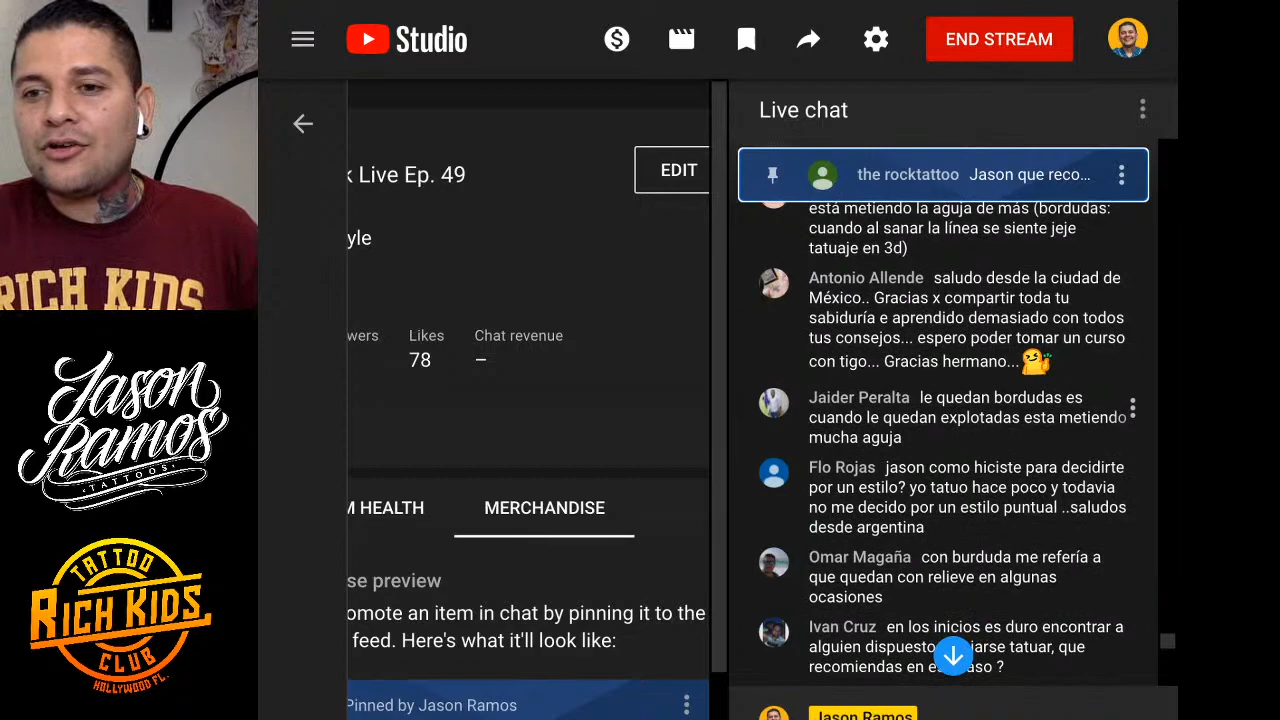 Studio
END STREAM
k Live Ep. 49
EDIT
yle
wers
Likes
Chat revenue
78
–
M HEALTH
MERCHANDISE
se preview
omote an item in chat by pinning it to the
feed. Here's what it'll look like:
Pinned by Jason Ramos
Live chat
the rocktattoo Jason que reco...
está metiendo la aguja de más (bordudas:
cuando al sanar la línea se siente jeje
tatuaje en 3d)
Antonio Allende saludo desde la ciudad de
México.. Gracias x compartir toda tu
sabiduría e aprendido demasiado con todos
tus consejos... espero poder tomar un curso
con tigo... Gracias hermano...
Jaider Peralta le quedan bordudas es
cuando le quedan explotadas esta metiendo
mucha aguja
Flo Rojas jason como hiciste para decidirte
por un estilo? yo tatuo hace poco y todavia
no me decido por un estilo puntual ..saludos
desde argentina
Omar Magaña con burduda me refería a
que quedan con relieve en algunas
ocasiones
Ivan Cruz en los inicios es duro encontrar a
alguien dispuesto iarse tatuar, que
recomiendas en es aso ?
Jason Ramos
RICH KIDS
Jason
Ramos
TATTOOS
TATTOO
RICH KIDS
CLUB
HOLLYWOOD FL.